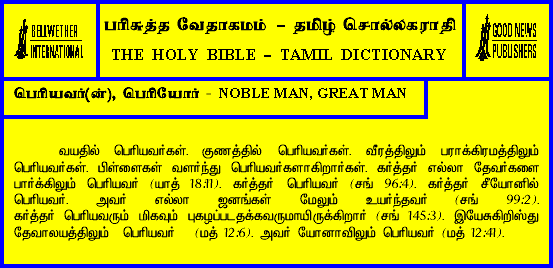 BELLWETHER
INTERNATIONAL
பரிசுத்த வேதாகமம் – தமிழ் சொல்லகராதி
THE HOLY BIBLE – TAMIL DICTIONARY
GOOD NEWS
PUBLISHERS
பெரியவர்(ன்), பெரியோர் - NOBLE MAN, GREAT MAN
வயதில் பெரியவர்கள். குணத்தில் பெரியவர்கள். வீரத்திலும் பராக்கிரமத்திலும்
பெரியவர்கள். பிள்ளைகள் வளர்ந்து பெரியவர்களாகிறார்கள். கர்த்தர் எல்லா தேவர்களை
பார்க்கிலும் பெரியவர் (யாத் 18:11). கர்த்தர் பெரியவர் (சங் 96:4). கர்த்தர் சீயோனில்
பெரியவர். அவர் எல்லா ஜனங்கள் மேலும் உயர்ந்தவர் (சங் 99:2).
கர்த்தர் பெரியவரும் மிகவும் புகழப்படத்தக்கவருமாயிருக்கிறார் (சங் 145:3). இயேசுகிறிஸ்து
தேவாலயத்திலும் பெரியவர் (மத் 12:6). அவர் யோனாவிலும் பெரியவர் (மத் 12:41).